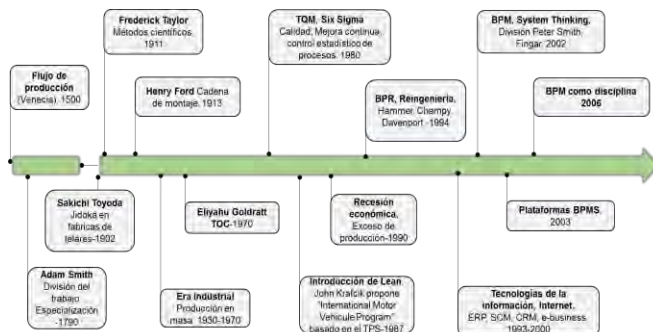 Frederick Taylor
Métodos científicos.
1911
TQM, Six Sigma
Calidad, Mejora continua,
control estadístico de
procesos. 1980
BPM, System Thinking.
División Peter Smith.
Fingar. 2002
Flujo de
producción
(Venecia). 1500
Henry Ford Cadena
de montaje. 1913
BPR, Reingeniería.
Hammer, Champy,
Davenport -1994
BPM como disciplina
2006
Sakichi Toyoda
Jidoka en
fabricas de
telares-1902
Eliyahu Goldratt
TOC-1970
Recesión
económica.
Exceso de
producción-1990
Plataformas BPMS.
2003
Adam Smith
División del
trabajo
Especialización
-1790
Era Industrial
Producción en
masa 1930-1970
Introducción de Lean
John Krafcik propone
"International Motor
Vehicule Program"
basado en el TPS-1987
Tecnologías de la
información, Internet.
ERP, SCM, CRM, e-business
1993-2000